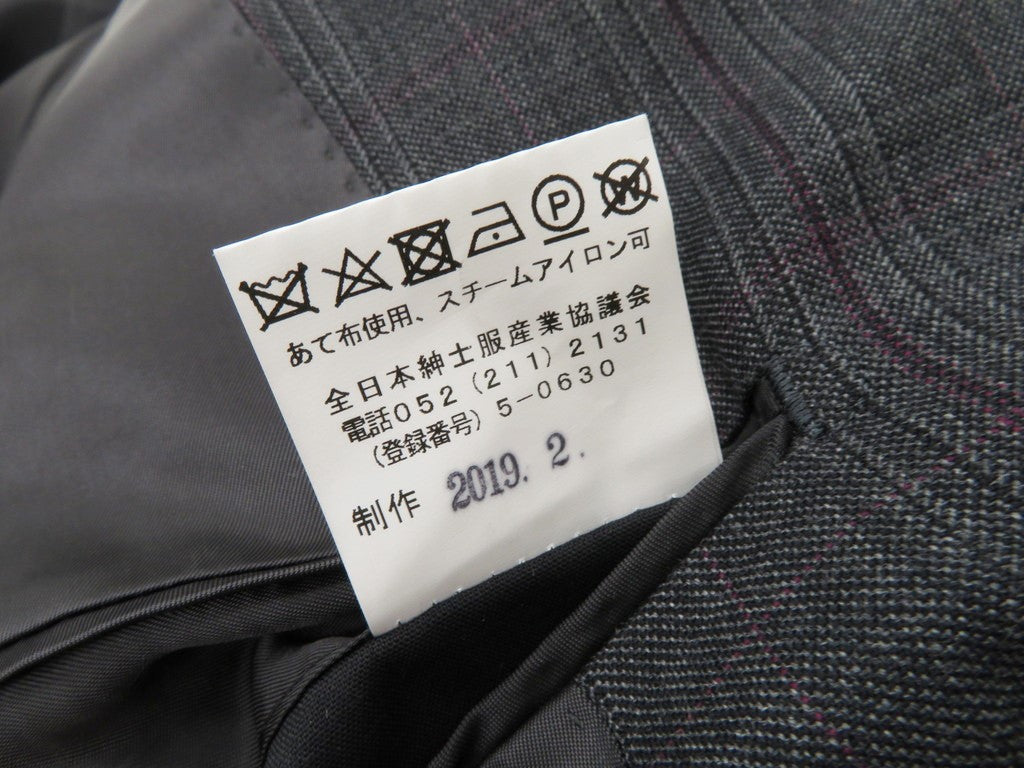 P W
あて布使用、スチームアイロン可
全日本紳士服産業協議会
電話052(211)2131
(登録番号)5-0630
制作 2019. 2.